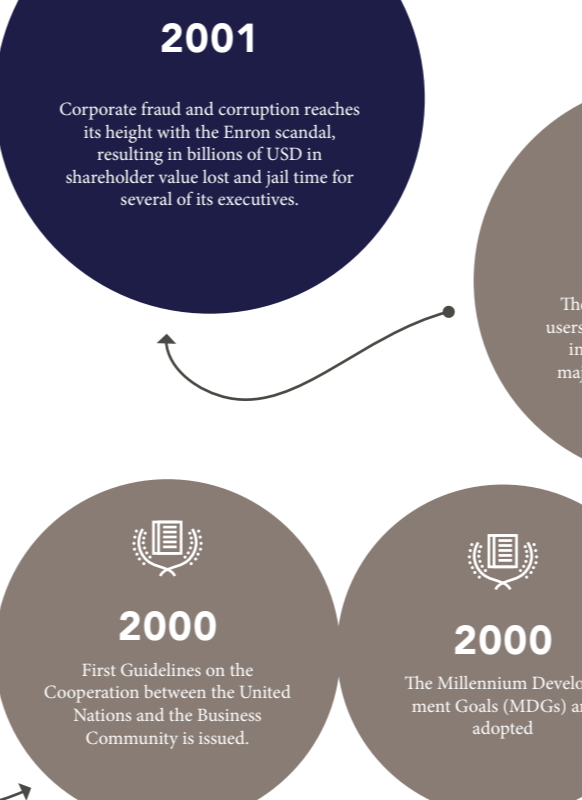 2001
Corporate fraud and corruption reaches
its height with the Enron scandal,
resulting in billions of USD in
shareholder value lost and jail time for
several of its executives.
users
in
2000
First Guidelines on the
Cooperation between the United
Nations and the Business
Community is issued.
2000
The Millennium
ment Goals (MDGs)
adopted